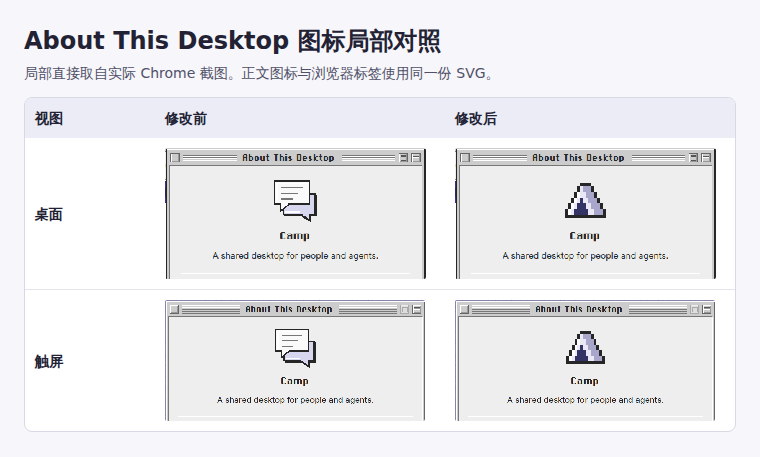 About This Desktop 图标局部对照
局部直接取自实际 Chrome 截图。正文图标与浏览器标签使用同一份 SVG。
视图 修改前 修改后
桌面
About This Desktop
Camp
A shared desktop for people and agents.
About This Desktop
Camp
A shared desktop for people and agents.
触屏
About This Desktop
Camp
A shared desktop for people and agents.
About This Desktop
Camp
A shared desktop for people and agents.